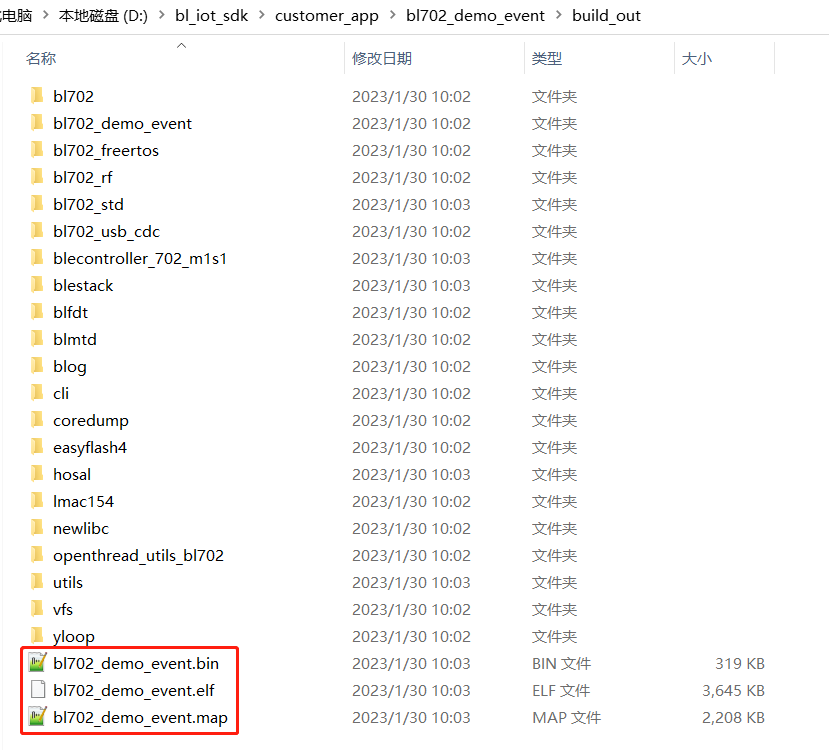 电脑 > 本地磁盘 (D:) > bl_iot_sdk > customer_app > bl702_demo_event > build_out
名称 修改日期 类型 大小
bl702 2023/1/30 10:02 文件夹
bl702_demo_event 2023/1/30 10:02 文件夹
bl702_freertos 2023/1/30 10:02 文件夹
bl702_rf 2023/1/30 10:02 文件夹
bl702_std 2023/1/30 10:03 文件夹
bl702_usb_cdc 2023/1/30 10:02 文件夹
blecontroller_702_m1s1 2023/1/30 10:03 文件夹
blestack 2023/1/30 10:03 文件夹
blfdt 2023/1/30 10:02 文件夹
blmtd 2023/1/30 10:02 文件夹
blog 2023/1/30 10:02 文件夹
cli 2023/1/30 10:02 文件夹
coredump 2023/1/30 10:02 文件夹
easyflash4 2023/1/30 10:02 文件夹
hosal 2023/1/30 10:03 文件夹
lmac154 2023/1/30 10:02 文件夹
newlibc 2023/1/30 10:02 文件夹
openthread_utils_bl702 2023/1/30 10:02 文件夹
utils 2023/1/30 10:03 文件夹
vfs 2023/1/30 10:02 文件夹
yloop 2023/1/30 10:02 文件夹
bl702_demo_event.bin 2023/1/30 10:03 BIN 文件 319 KB
bl702_demo_event.elf 2023/1/30 10:03 ELF 文件 3,645 KB
bl702_demo_event.map 2023/1/30 10:03 MAP 文件 2,208 KB